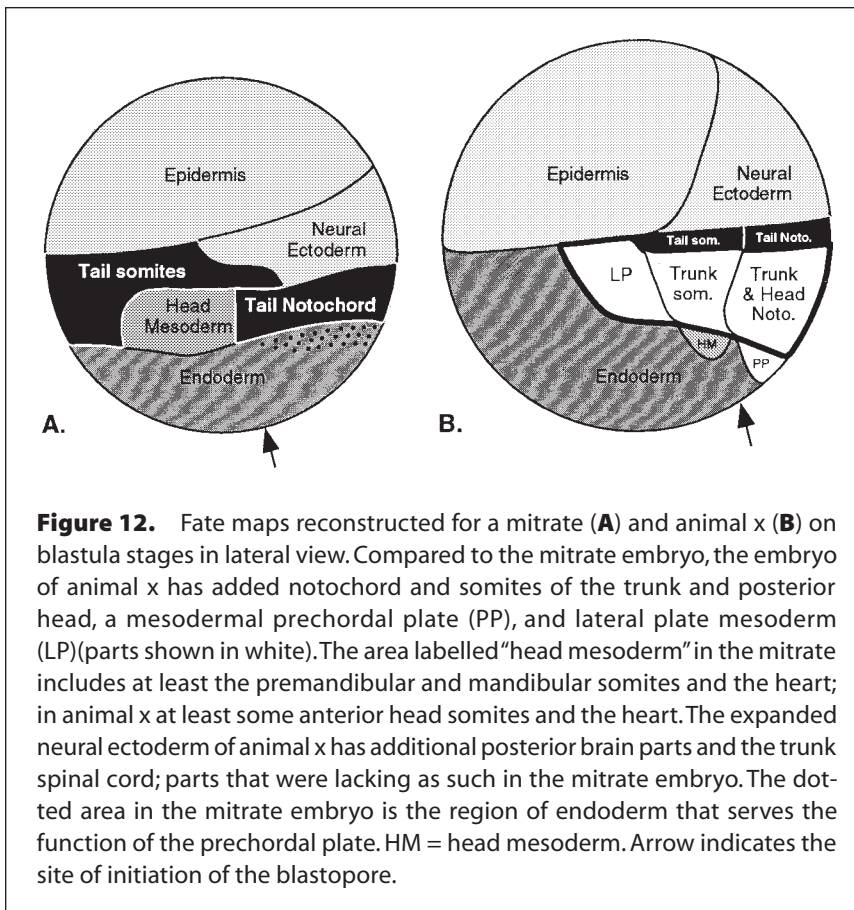 Epidermis
Neural
Ectoderm
Tail somites
Head
Mesoderm
Tail Notochord
Endoderm
A.
Epidermis
Neural
Ectoderm
Tail som.
Tail Noto.
LP
Trunk
som.
Trunk
& Head
Noto.
HM
PP
Endoderm
B.
Figure 12. Fate maps reconstructed for a mitrate (A) and animal x (B) on
blastula stages in lateral view. Compared to the mitrate embryo, the embryo
of animal x has added notochord and somites of the trunk and posterior
head, a mesodermal prechordal plate (PP), and lateral plate mesoderm
(LP)(parts shown in white). The area labelled "head mesoderm" in the mitrate
includes at least the premandibular and mandibular somites and the heart;
in animal x at least some anterior head somites and the heart. The expanded
neural ectoderm of animal x has additional posterior brain parts and the trunk
spinal cord; parts that were lacking as such in the mitrate embryo. The dot-
ted area in the mitrate embryo is the region of endoderm that serves the
function of the prechordal plate. HM = head mesoderm. Arrow indicates the
site of initiation of the blastopore.